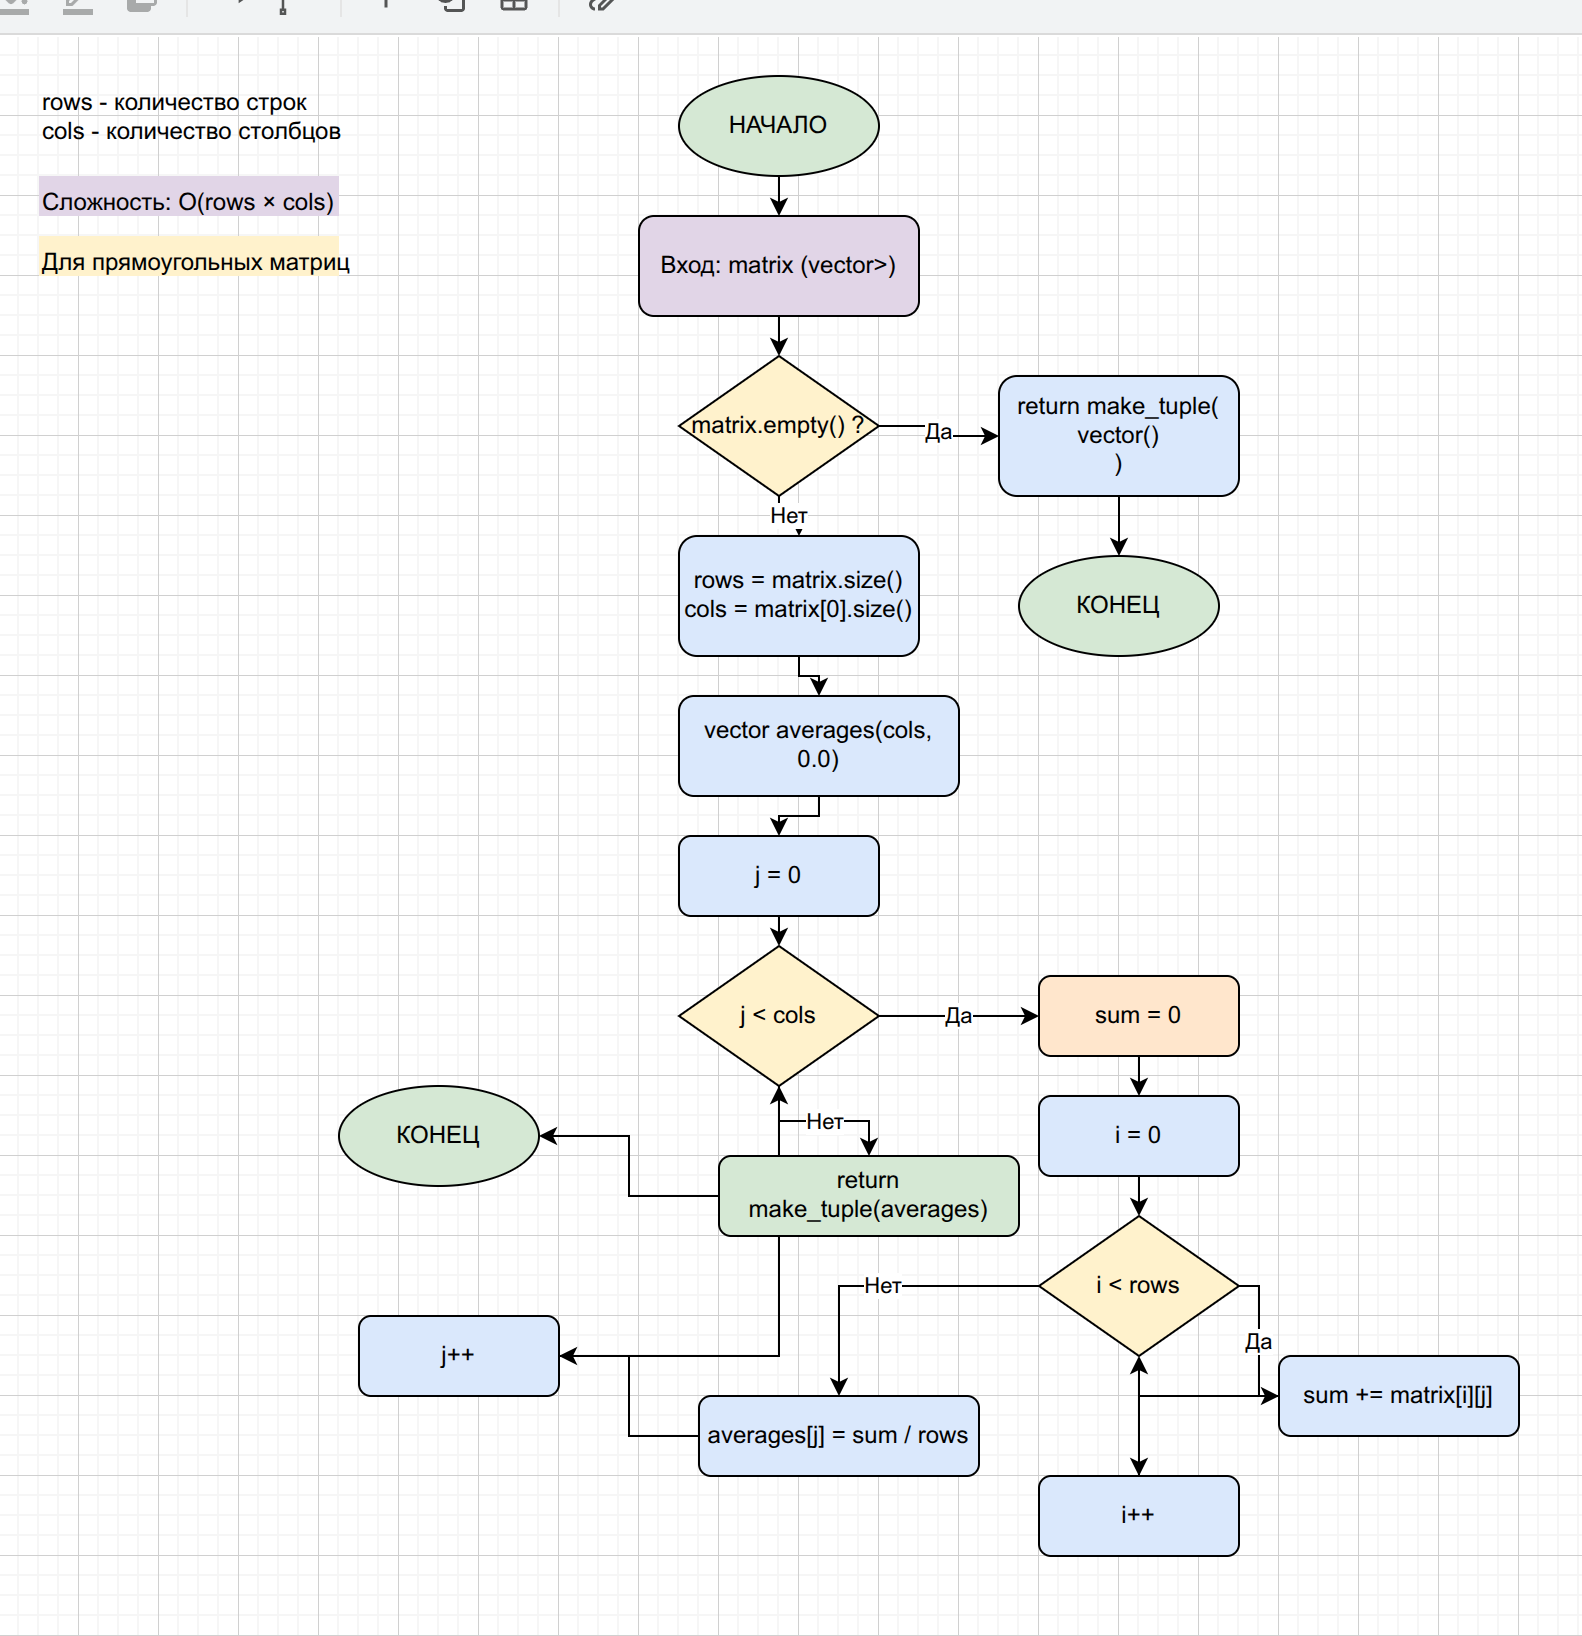 rows - количество строк
cols - количество столбцов
Сложность: O(rows × cols)
Для прямоугольных матриц
НАЧАЛО
Вход: matrix (vector>)
matrix.empty() ?
Да
return make_tuple(
vector()
)
КОНЕЦ
Нет
rows = matrix.size()
cols = matrix[0].size()
vector averages(cols,
0.0)
j = 0
j < cols
Да
sum = 0
i = 0
Нет
return
make_tuple(averages)
КОНЕЦ
i < rows
Нет
Да
j++
sum += matrix[i][j]
averages[j] = sum / rows
i++